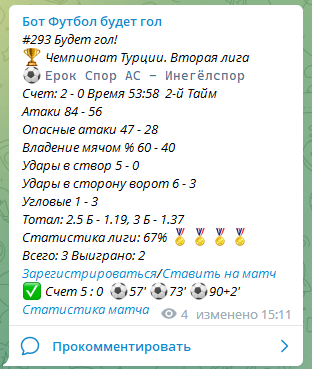 Бот Футбол будет гол
#293 Будет гол!
🏆 Чемпионат Турции. Вторая лига
⚽ Ерок Спор АС — Инегёлспор
Счет: 2 - 0 Время 53:58 2-й Тайм
Атаки 84 - 56
Опасные атаки 47 - 28
Владение мячом % 60 - 40
Удары в створ 5 - 0
Удары в сторону ворот 6 - 3
Угловые 1 - 3
Тотал: 2.5 Б - 1.19, 3 Б - 1.37
Статистика лиги: 67% 🏅 🏅 🏅 🏅
Всего: 3 Выиграно: 2
Зарегистрироваться/Ставить на матч
✅ Счет 5 : 0 ⚽57' ⚽73' ⚽90+2'
Статистика матча 4 изменено 15:11
Прокомментировать